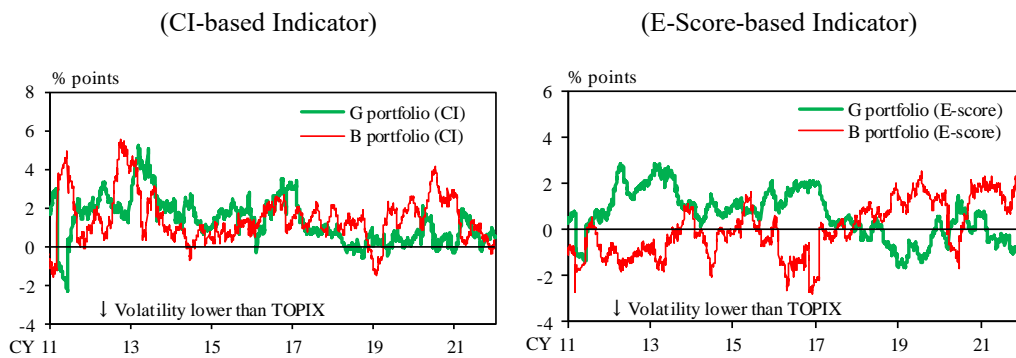 (CI-based Indicator)
% points
8
6
4
2
0
-2
-4
G portfolio (CI)
B portfolio (CI)
↓ Volatility lower than TOPIX
CY 11 13 15 17 19 21
(E-Score-based Indicator)
% points
6
4
2
0
-2
-4
G portfolio (E-score)
B portfolio (E-score)
↓ Volatility lower than TOPIX
CY 11 13 15 17 19 21